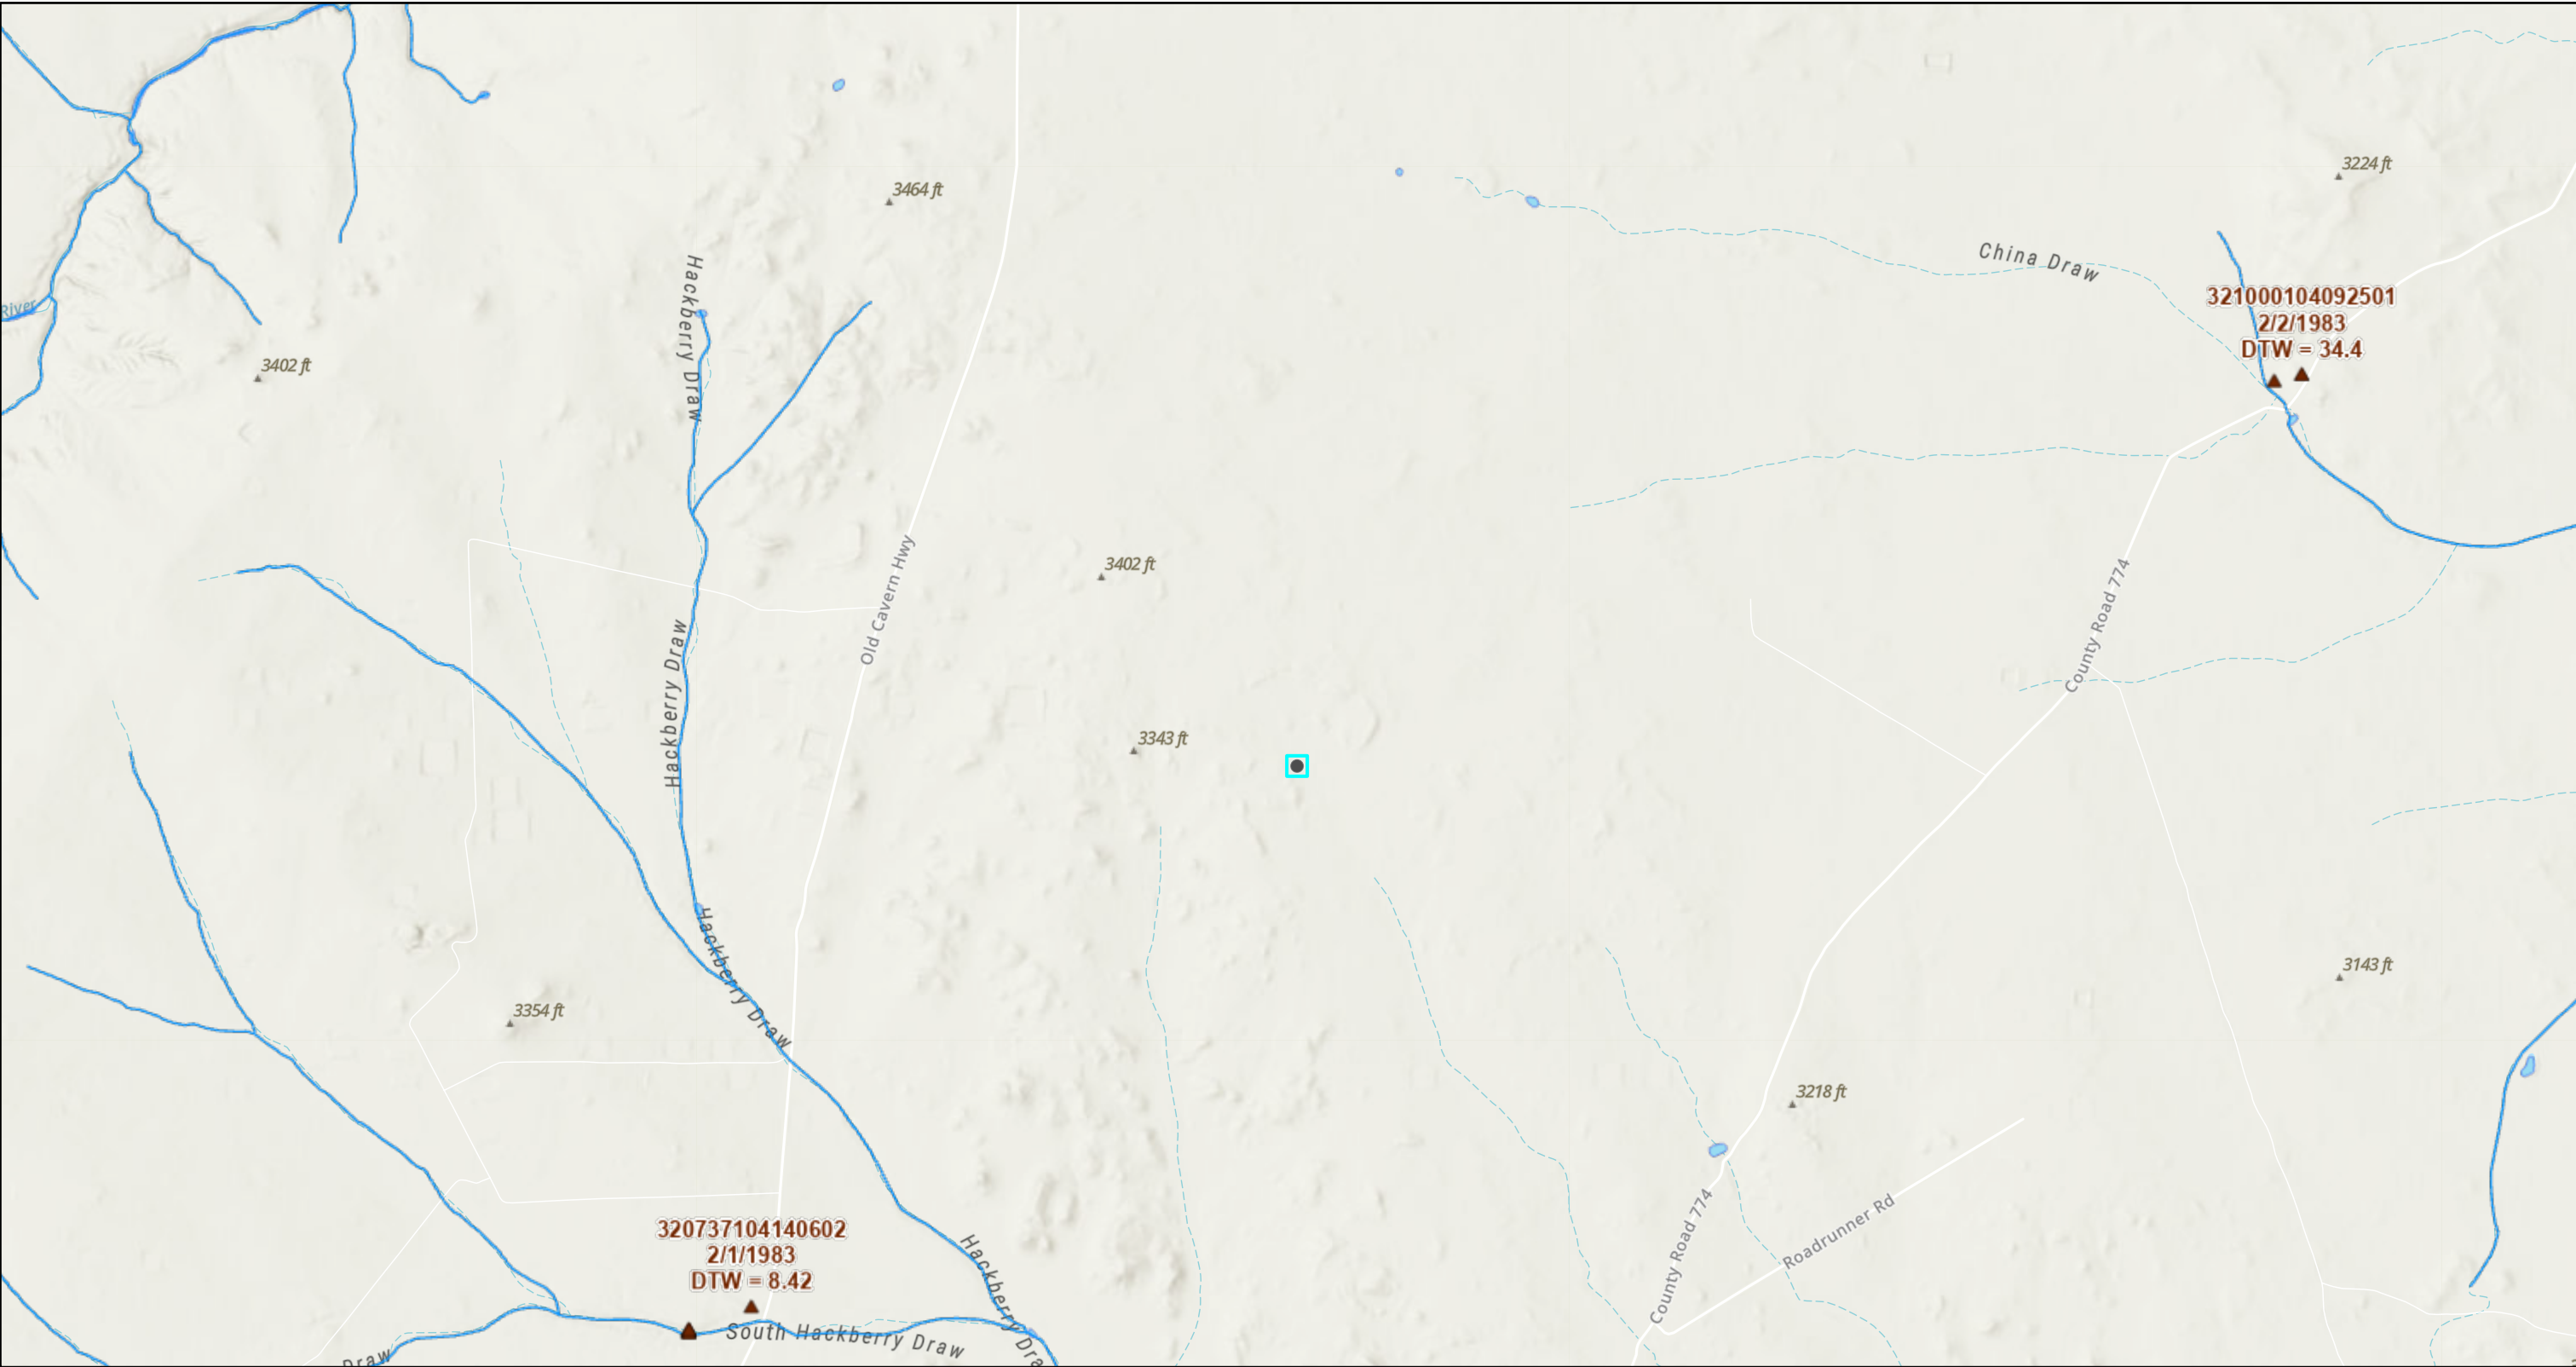 3224 ft
3464 ft
China Draw
Hackberry Draw
321000104092501
2/2/1983
DTW = 34.4
River
3402 ft
Old Cavern Hwy
3402 ft
County Road 774
Hackberry Draw
3343 ft
Hackberry Draw
3143 ft
3354 ft
3218 ft
County Road 774
Roadrunner Rd
320737104140602
2/1/1983
DTW = 8.42
Hackberry Dra
South Hackberry Draw
Draw